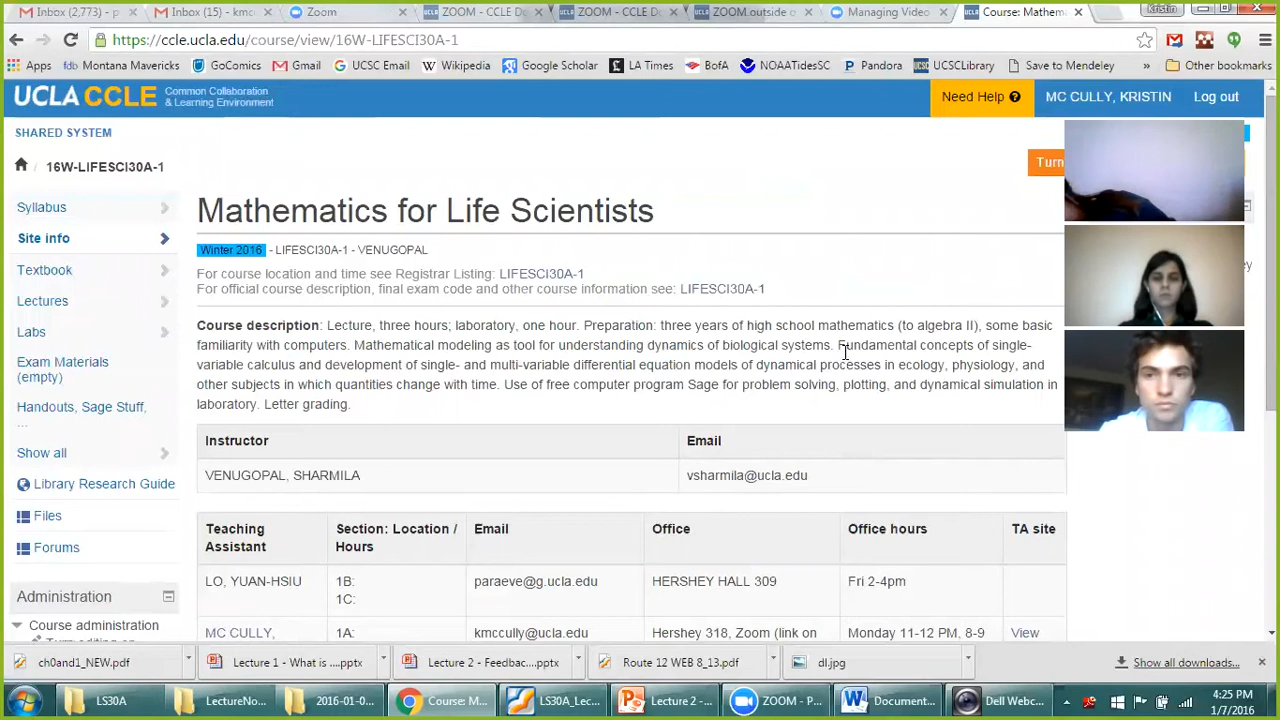 Inbox (2,773) - p
Inbox (15) - kmc
Zoom
ZOOM - CCLE D
ZOOM - CCLE D
ZOOM outside o
Managing Video
Course: Mathem
Kristin
https://ccle.ucla.edu/course/view/16W-LIFESCI30A-1
Apps
fdb Montana Mavericks
GoComics
Gmail
UCSC Email
Wikipedia
Google Scholar
LA Times
BofA
NOAATidesSC
Pandora
UCSCLibrary
Save to Mendeley
»
Other bookmarks
UCLA CCLE
Common Collaboration
& Learning Environment
Need Help
MC CULLY, KRISTIN
Log out
SHARED SYSTEM
/ 16W-LIFESCI30A-1
Turn
Syllabus
Site info
Textbook
Lectures
Labs
Exam Materials
(empty)
Handouts, Sage Stuff,
...
Show all
Library Research Guide
Files
Forums
Administration
Course administration
Mathematics for Life Scientists
Winter 2016 - LIFESCI30A-1 - VENUGOPAL
For course location and time see Registrar Listing: LIFESCI30A-1
For official course description, final exam code and other course information see: LIFESCI30A-1
Course description: Lecture, three hours; laboratory, one hour. Preparation: three years of high school mathematics (to algebra II), some basic
familiarity with computers. Mathematical modeling as tool for understanding dynamics of biological systems. Fundamental concepts of single-
variable calculus and development of single- and multi-variable differential equation models of dynamical processes in ecology, physiology, and
other subjects in which quantities change with time. Use of free computer program Sage for problem solving, plotting, and dynamical simulation in
laboratory. Letter grading.
Instructor
Email
VENUGOPAL, SHARMILA
vsharmila@ucla.edu
Teaching
Assistant
Section: Location /
Hours
Email
Office
Office hours
TA site
LO, YUAN-HSIU
1B:
1C:
paraeve@g.ucla.edu
HERSHEY HALL 309
Fri 2-4pm
MC CULLY,
1A:
kmccully@ucla.edu
Hershey 318, Zoom (link on
Monday 11-12 PM, 8-9
View
ch0and1_NEW.pdf
Lecture 1 - What is ....pptx
Lecture 2 - Feedbac....pptx
Route 12 WEB 8_13.pdf
dl.jpg
Show all downloads...
LS30A
LectureNo...
2016-01-0...
Course: M...
LS30A_Lec...
Lecture 2 -...
ZOOM - P...
Document...
Dell Webc...
4:25 PM
1/7/2016